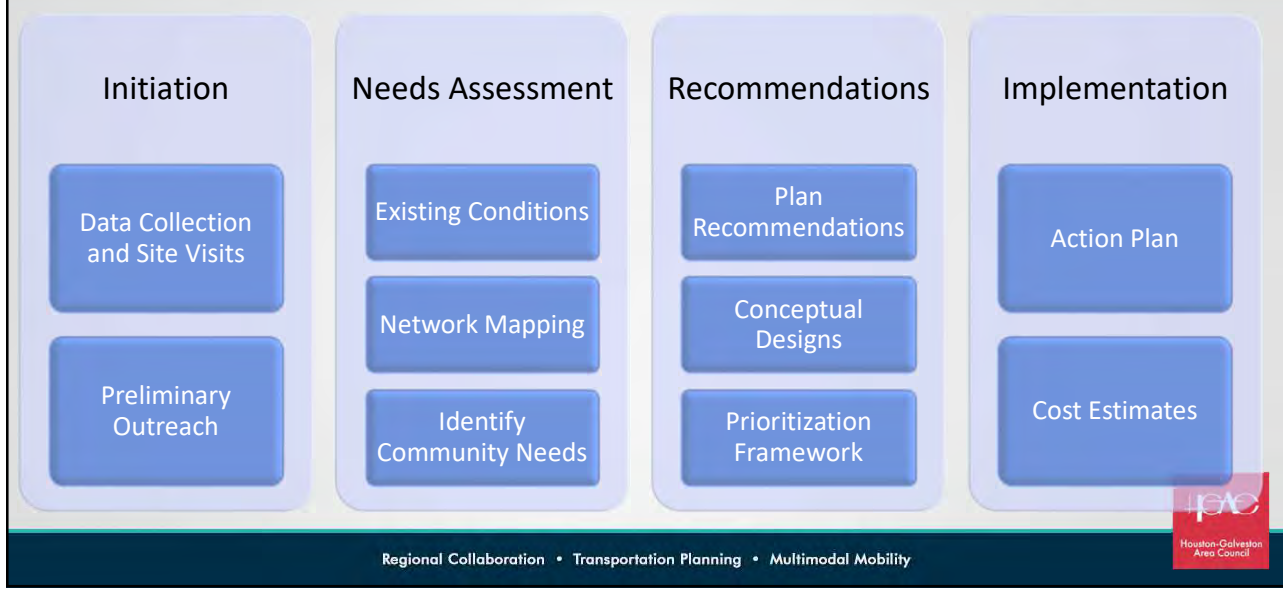 Initiation
Data Collection
and Site Visits
Preliminary
Outreach
Needs Assessment
Existing Conditions
Network Mapping
Identify
Community Needs
Recommendations
Plan
Recommendations
Conceptual
Designs
Prioritization
Framework
Implementation
Action Plan
Cost Estimates
HGAC
Houston-Galveston
Area Council
Regional Collaboration • Transportation Planning • Multimodal Mobility